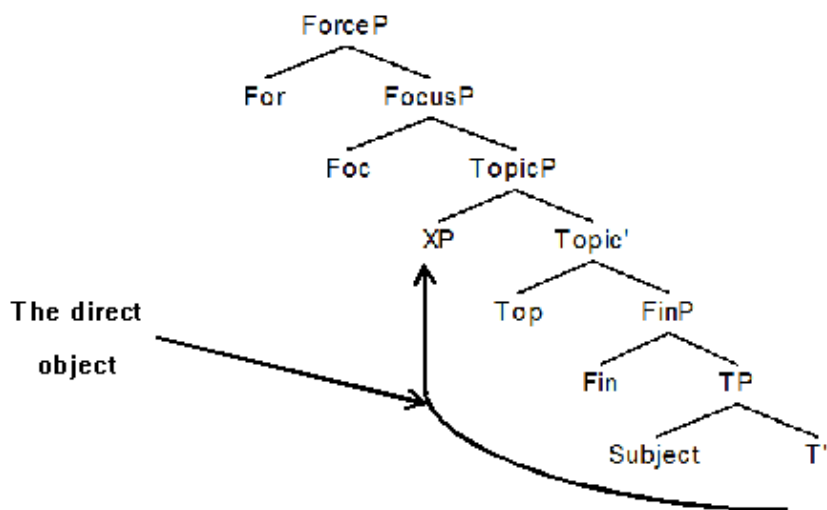 ForceP
For FocusP
Foc TopicP
XP Topic'
Top FinP
The direct
object
Fin TP
Subject T'